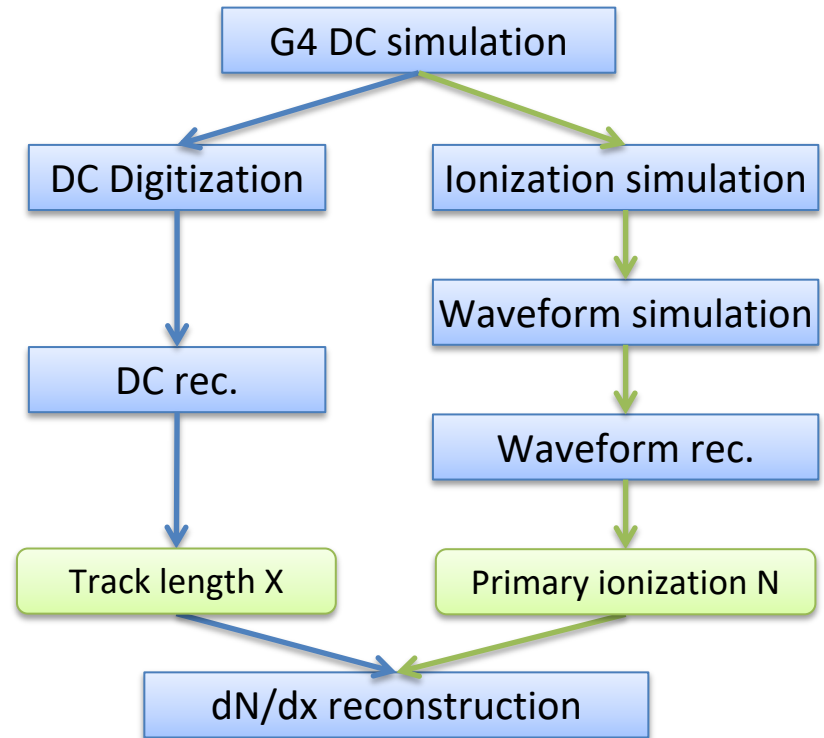 G4 DC simulation
DC Digitization
Ionization simulation
Waveform simulation
DC rec.
Waveform rec.
Track length X
Primary ionization N
dN/dx reconstruction